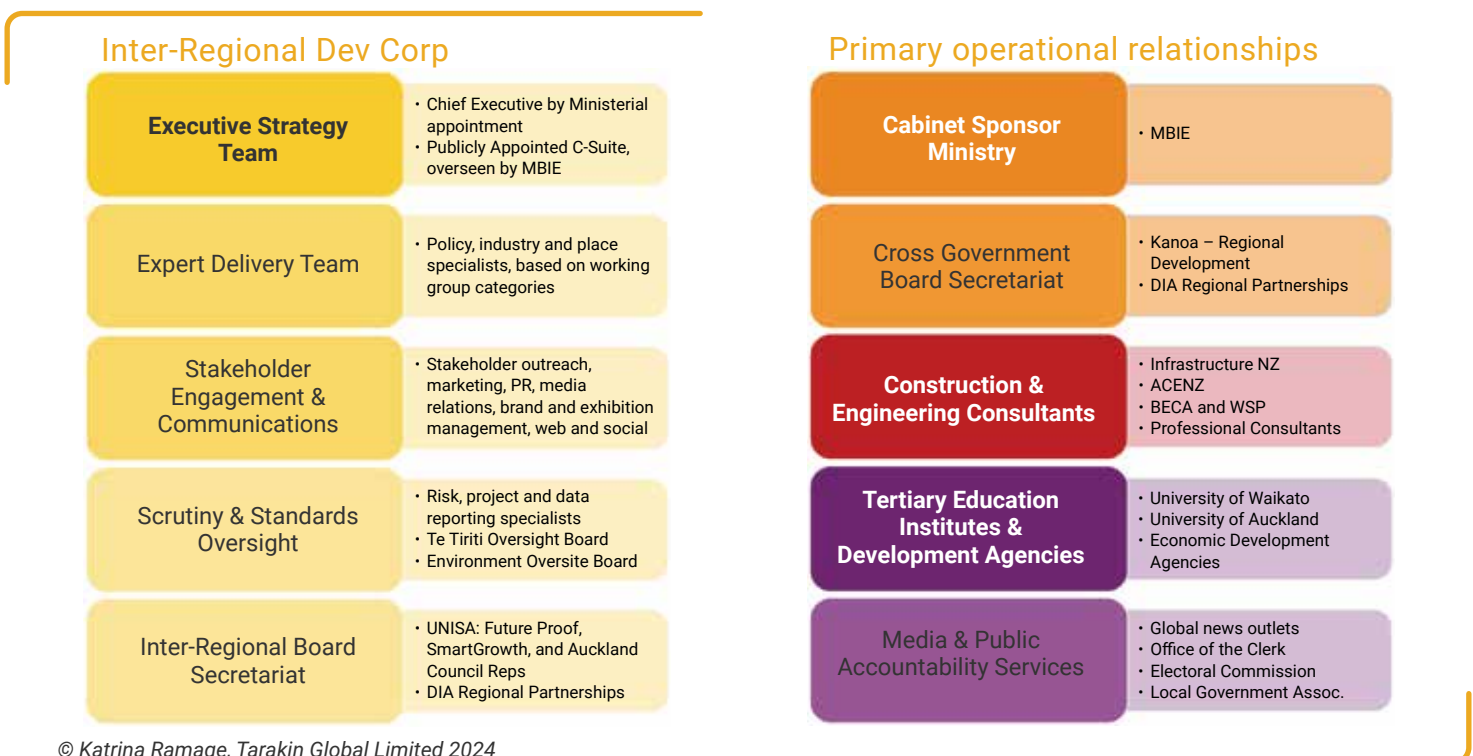 Inter-Regional Dev Corp
Executive Strategy
Team
· Chief Executive by Ministerial
appointment
· Publicly Appointed C-Suite,
overseen by MBIE
Expert Delivery Team
· Policy, industry and place
specialists, based on working
group categories
Stakeholder
Engagement &
Communications
· Stakeholder outreach,
marketing, PR, media
relations, brand and exhibition
management, web and social
Scrutiny & Standards
Oversight
· Risk, project and data
reporting specialists
· Te Tiriti Oversight Board
· Environment Oversite Board
Inter-Regional Board
Secretariat
· UNISA: Future Proof,
SmartGrowth, and Auckland
Council Reps
· DIA Regional Partnerships
Primary operational relationships
Cabinet Sponsor
Ministry
· MBIE
Cross Government
Board Secretariat
· Kanoa – Regional
Development
· DIA Regional Partnerships
Construction &
Engineering Consultants
· Infrastructure NZ
· ACENZ
· BECA and WSP
· Professional Consultants
Tertiary Education
Institutes &
Development Agencies
· University of Waikato
· University of Auckland
· Economic Development
Agencies
Media & Public
Accountability Services
· Global news outlets
· Office of the Clerk
· Electoral Commission
· Local Government Assoc.
© Katrina Ramage, Tarakin Global Limited 2024